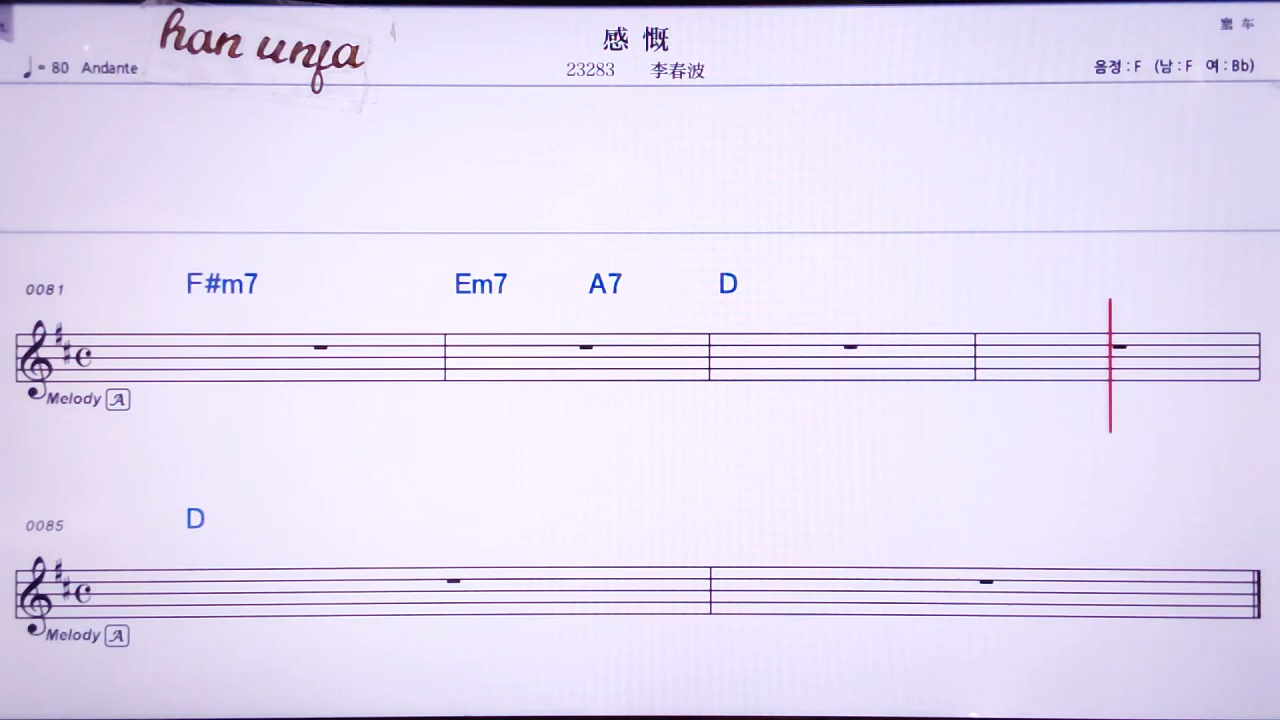 han unfa
感 慨
♩= 80 Andante
23283 李春波
음정 : F (남 : F 여 : Bb)
0081 F#m7 Em7 A7 D
Melody A
0085 D
Melody A